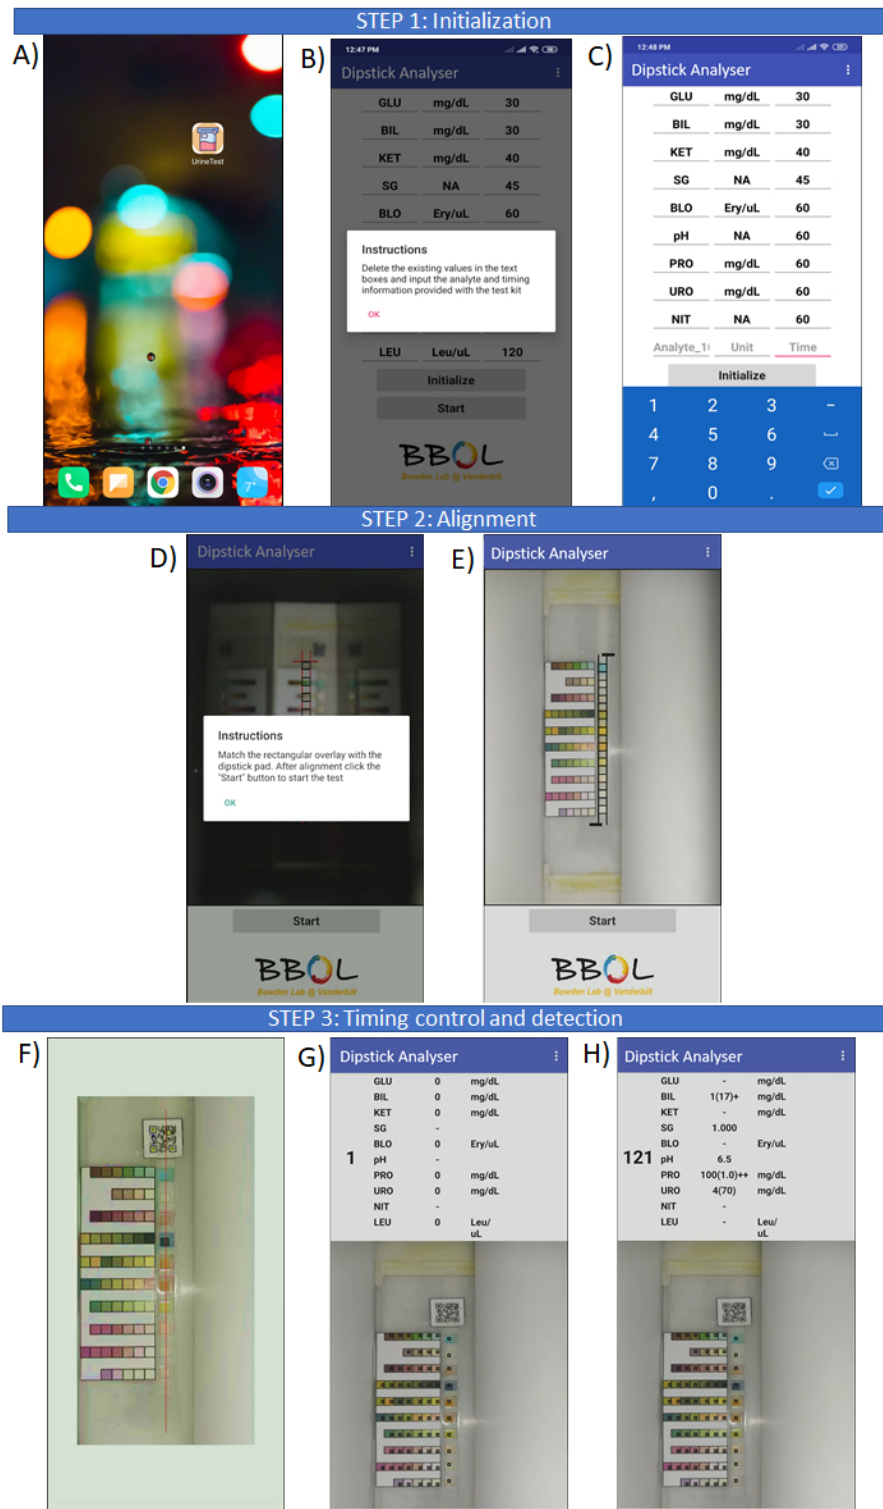 STEP 1: Initialization
A)
UrineTest
7°
B)
12:47 PM
Dipstick Analyser
GLU mg/dL 30
BIL mg/dL 30
KET mg/dL 40
SG NA 45
BLO Ery/uL 60
Instructions
Delete the existing values in the text
boxes and input the analyte and timing
information provided with the test kit
OK
LEU Leu/uL 120
Initialize
Start
BBOL
Bowden Lab @ Vanderbilt
C)
12:48 PM
Dipstick Analyser
GLU mg/dL 30
BIL mg/dL 30
KET mg/dL 40
SG NA 45
BLO Ery/uL 60
pH NA 60
PRO mg/dL 60
URO mg/dL 60
NIT NA 60
Analyte_1 Unit Time
Initialize
1 2 3 -
4 5 6
7 8 9
, 0 .
STEP 2: Alignment
D)
Dipstick Analyser
Instructions
Match the rectangular overlay with the
dipstick pad. After alignment click the
"Start" button to start the test
OK
Start
BBOL
Bowden Lab @ Vanderbilt
E)
Dipstick Analyser
Start
BBOL
Bowden Lab @ Vanderbilt
STEP 3: Timing control and detection
F)
G)
Dipstick Analyser
1
GLU 0 mg/dL
BIL 0 mg/dL
KET 0 mg/dL
SG -
BLO 0 Ery/uL
pH -
PRO 0 mg/dL
URO 0 mg/dL
NIT -
LEU 0 Leu/
uL
H)
Dipstick Analyser
121
GLU - mg/dL
BIL 1(17)+ mg/dL
KET - mg/dL
SG 1.000
BLO - Ery/uL
pH 6.5
PRO 100(1.0)++ mg/dL
URO 4(70) mg/dL
NIT -
LEU - Leu/
uL